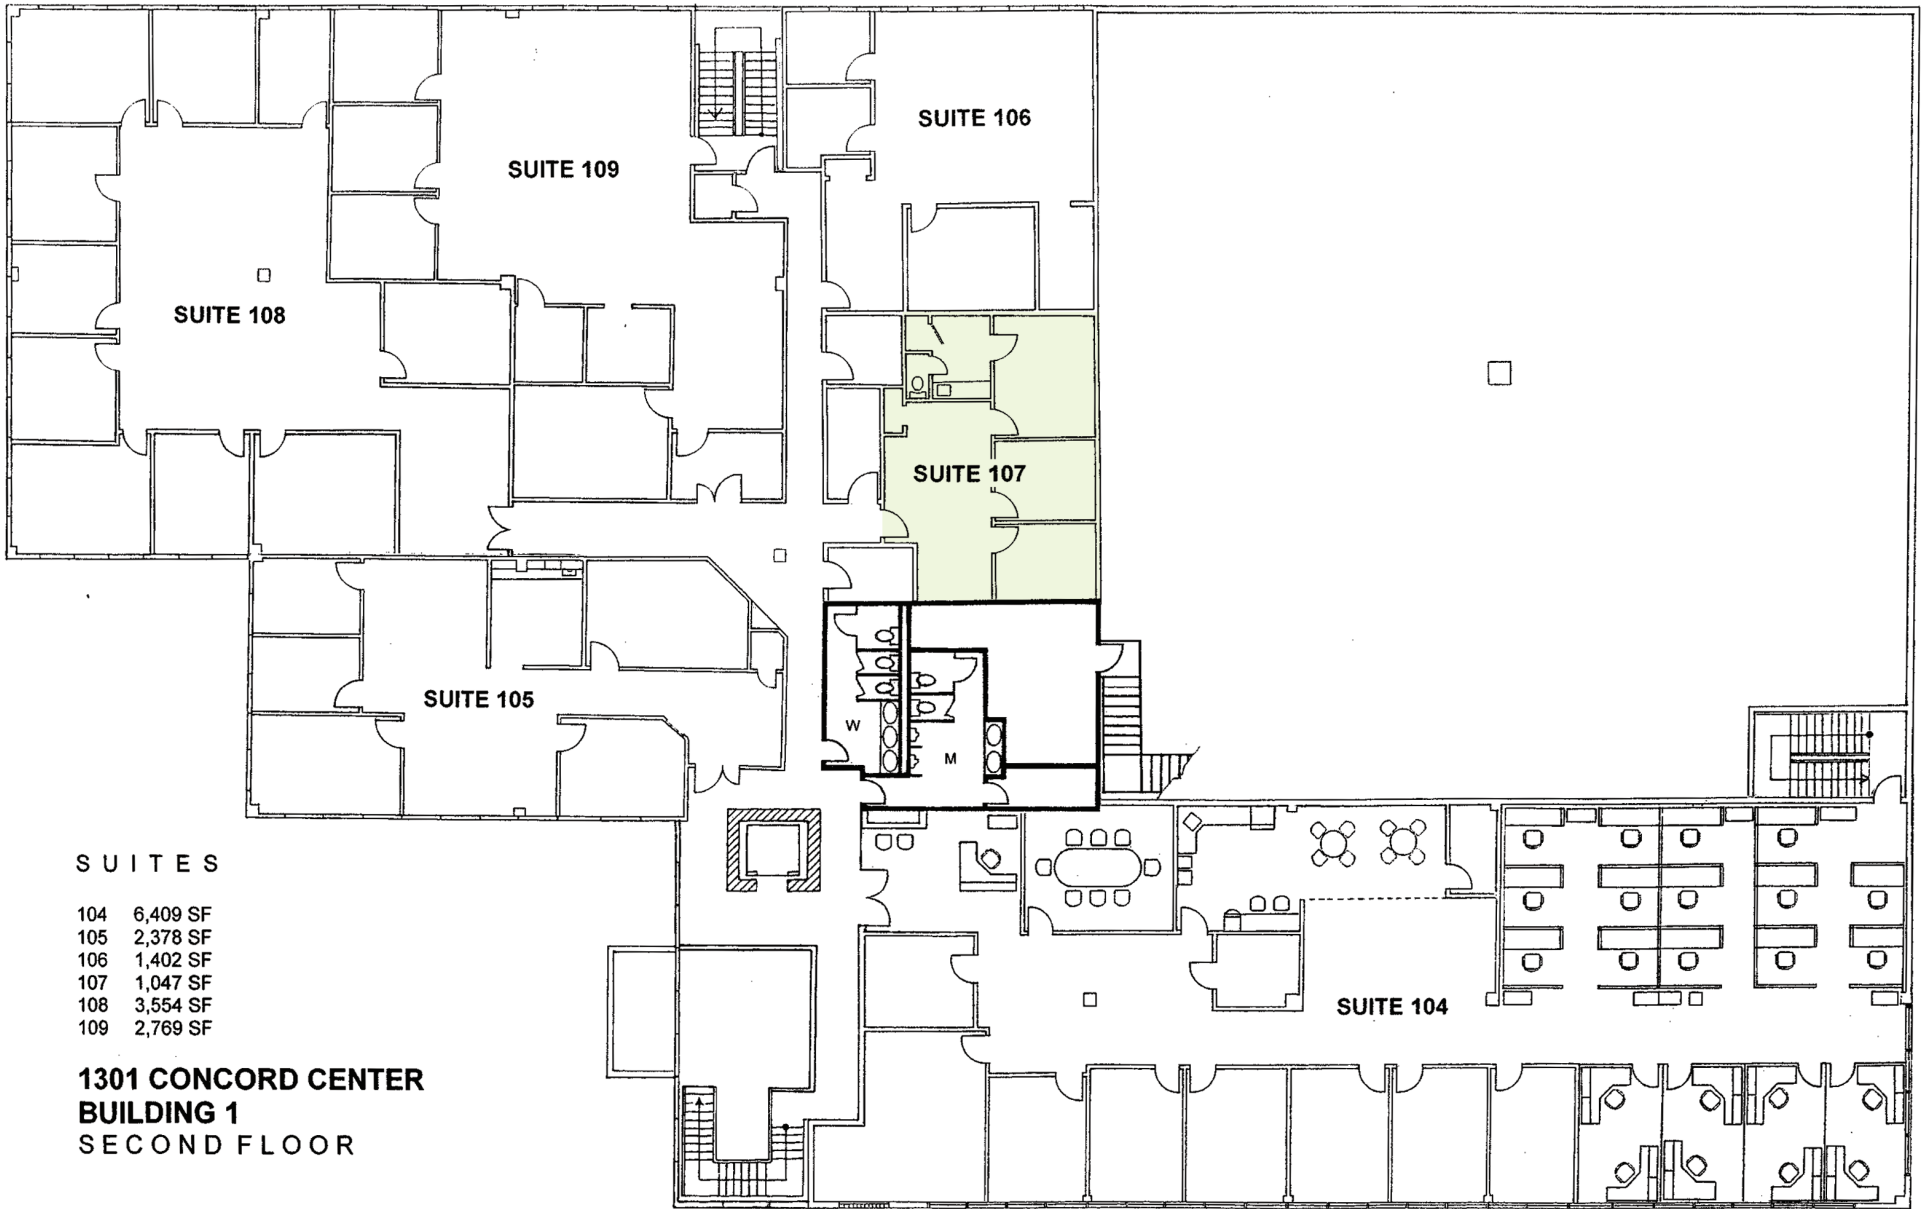 SUITE 106
SUITE 109
SUITE 108
SUITE 107
SUITE 105
W
M
SUITE 104
SUITES
104 6,409 SF
105 2,378 SF
106 1,402 SF
107 1,047 SF
108 3,554 SF
109 2,769 SF
1301 CONCORD CENTER
BUILDING 1
SECOND FLOOR